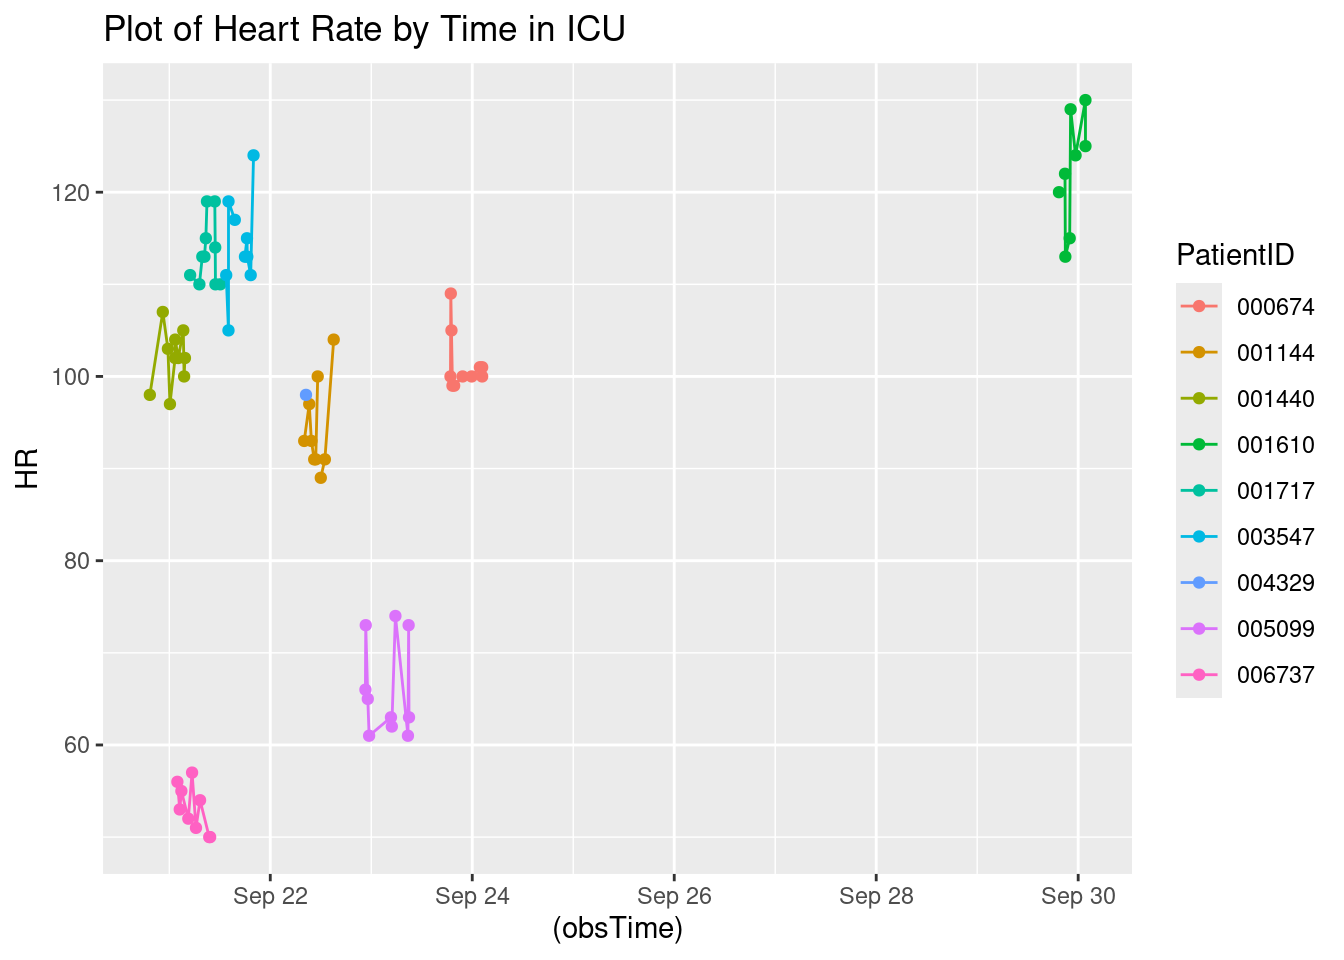 Plot of Heart Rate by Time in ICU
120
100
80
60
HR
Sep 22
Sep 24
Sep 26
Sep 28
Sep 30
(obsTime)
PatientID
000674
001144
001440
001610
001717
003547
004329
005099
006737